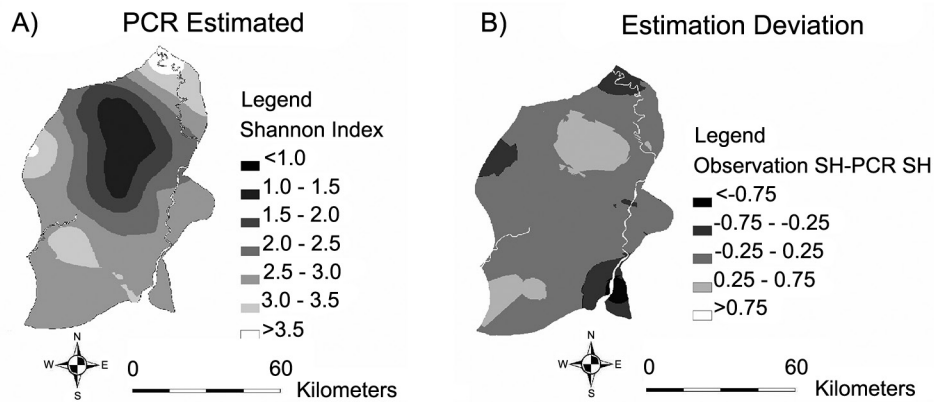 A) PCR Estimated
Legend
Shannon Index
<1.0
1.0 - 1.5
1.5 - 2.0
2.0 - 2.5
2.5 - 3.0
3.0 - 3.5
>3.5
N
W E
S
0 60
Kilometers
B) Estimation Deviation
Legend
Observation SH-PCR SH
<-0.75
-0.75 - -0.25
-0.25 - 0.25
0.25 - 0.75
>0.75
N
W E
S
0 60
Kilometers